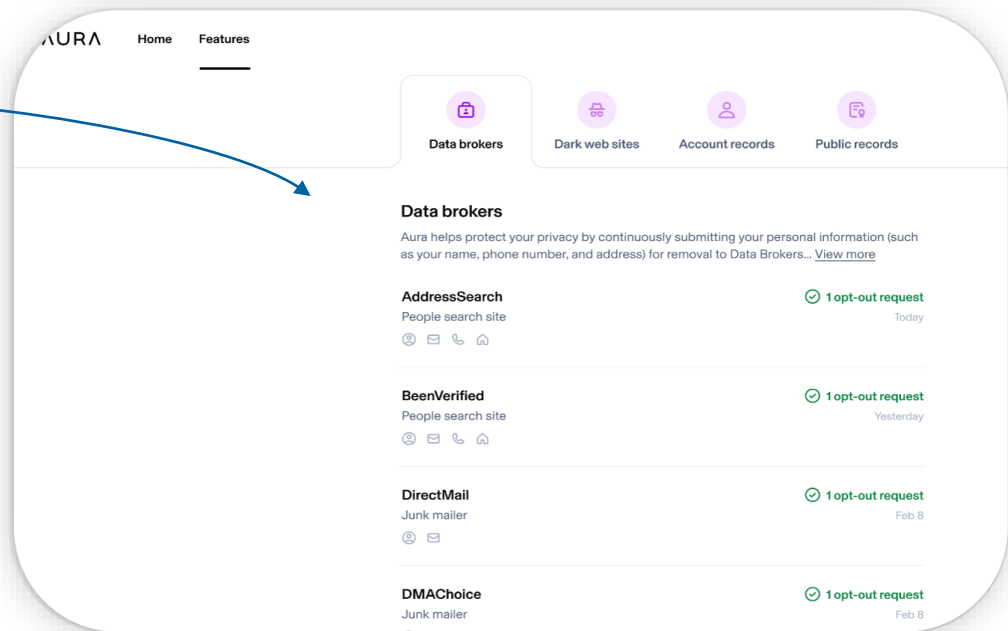 AURA
Home Features
Data brokers Dark web sites Account records Public records
Data brokers
Aura helps protect your privacy by continuously submitting your personal information (such
as your name, phone number, and address) for removal to Data Brokers... View more
AddressSearch 1 opt-out request
People search site Today
BeenVerified 1 opt-out request
People search site Yesterday
DirectMail 1 opt-out request
Junk mailer Feb 8
DMAChoice 1 opt-out request
Junk mailer Feb 8